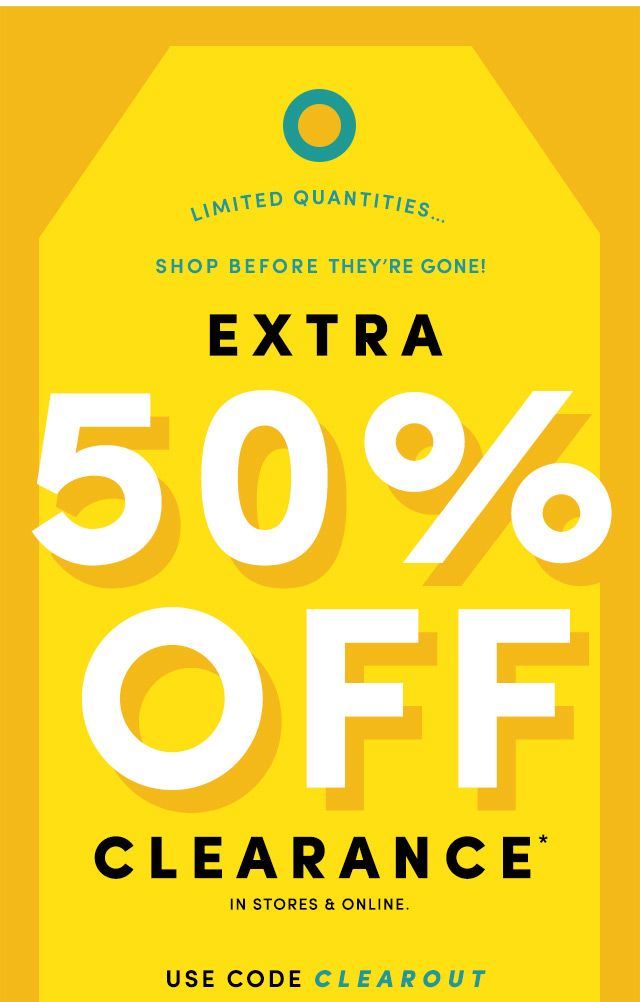 LIMITED QUANTITIES...
SHOP BEFORE THEY'RE GONE!
EXTRA
50%
OFF
CLEARANCE*
IN STORES & ONLINE.
USE CODE CLEAROUT